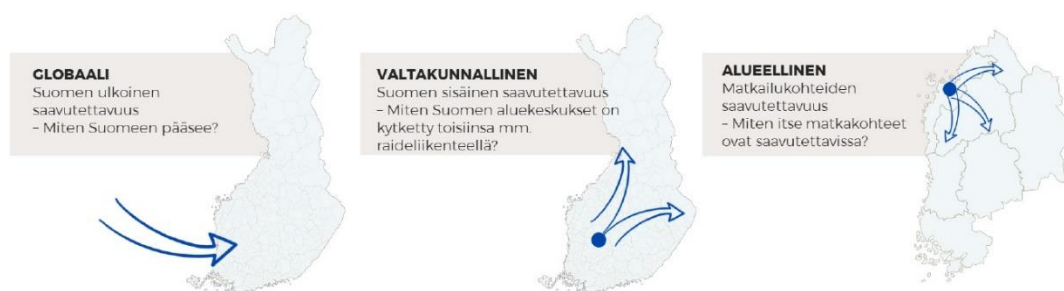 GLOBAALI
Suomen ulkoinen
saavutettavuus
– Miten Suomeen pääsee?
VALTAKUNNALLINEN
Suomen sisäinen saavutettavuus
– Miten Suomen aluekeskukset on
kytketty toisiinsa mm.
raideliikenteellä?
ALUEELLINEN
Matkailukohteiden
saavutettavuus
– Miten itse matkakohteet
ovat saavutettavissa?